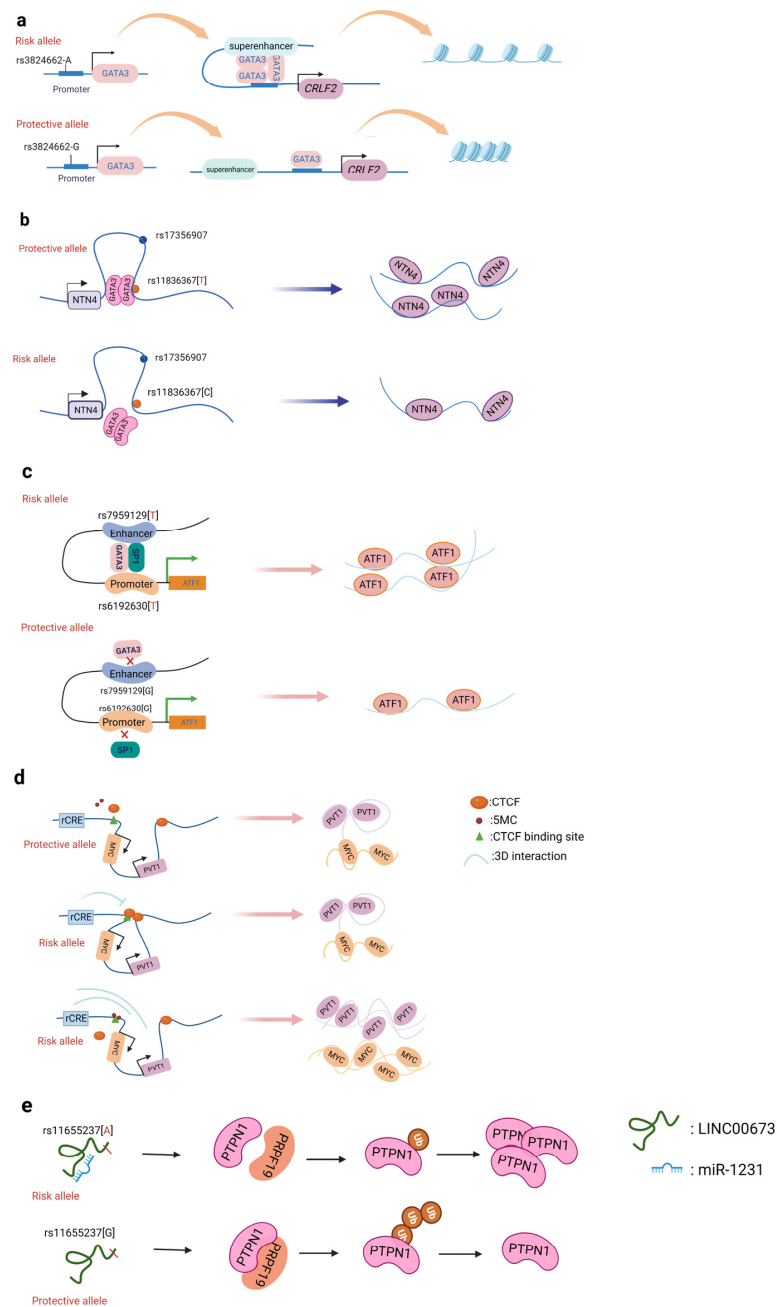 a
Risk allele
rs3824662-A
GATA3
Promoter
superenhancer
GATA3
GATA3
GATA3
CRLF2
Protective allele
rs3824662-G
GATA3
Promoter
superenhancer
GATA3
CRLF2
b
Protective allele
rs17356907
rs11836367[T]
NTN4
GATA3
GATA3
NTN4
NTN4
NTN4
NTN4
Risk allele
rs17356907
rs11836367[C]
NTN4
GATA3
GATA3
NTN4
NTN4
c
Risk allele
rs7959129[T]
Enhancer
GATA3
SP1
Promoter
ATF1
rs6192630[T]
ATF1
ATF1
ATF1
ATF1
Protective allele
GATA3
Enhancer
rs7959129[G]
rs6192630[G]
Promoter
ATF1
SP1
ATF1
ATF1
d
rCRE
Protective allele
MYC
PVT1
PVT1
PVT1
MYC
MYC
:CTCF
:5MC
:CTCF binding site
:3D interaction
rCRE
Risk allele
MYC
PVT1
PVT1
PVT1
MYC
MYC
rCRE
Risk allele
MYC
PVT1
PVT1
PVT1
PVT1
PVT1
MYC
MYC
MYC
MYC
e
rs11655237[A]
Risk allele
PTPN1
PRPF19
Ub
PTPN1
PTPN1
PTPN1
PTPN1
: LINC00673
: miR-1231
rs11655237[G]
Protective allele
PTPN1
PRPF19
Ub
Ub
Ub
PTPN1
PTPN1